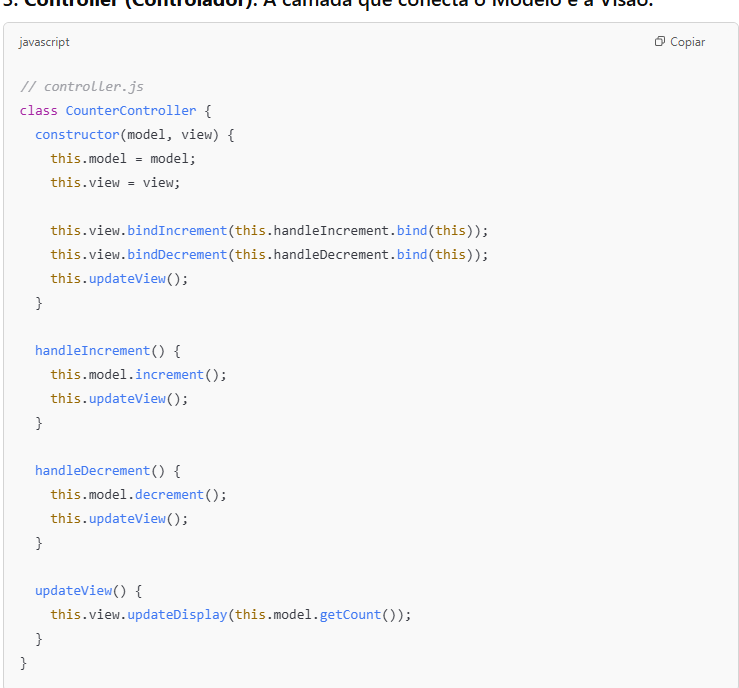 3. Controller (Controlador): A camada que conecta o Modelo e a Visão.
javascript
Copiar
// controller.js
class CounterController {
  constructor(model, view) {
    this.model = model;
    this.view = view;

    this.view.bindIncrement(this.handleIncrement.bind(this));
    this.view.bindDecrement(this.handleDecrement.bind(this));
    this.updateView();
  }

  handleIncrement() {
    this.model.increment();
    this.updateView();
  }

  handleDecrement() {
    this.model.decrement();
    this.updateView();
  }

  updateView() {
    this.view.updateDisplay(this.model.getCount());
  }
}